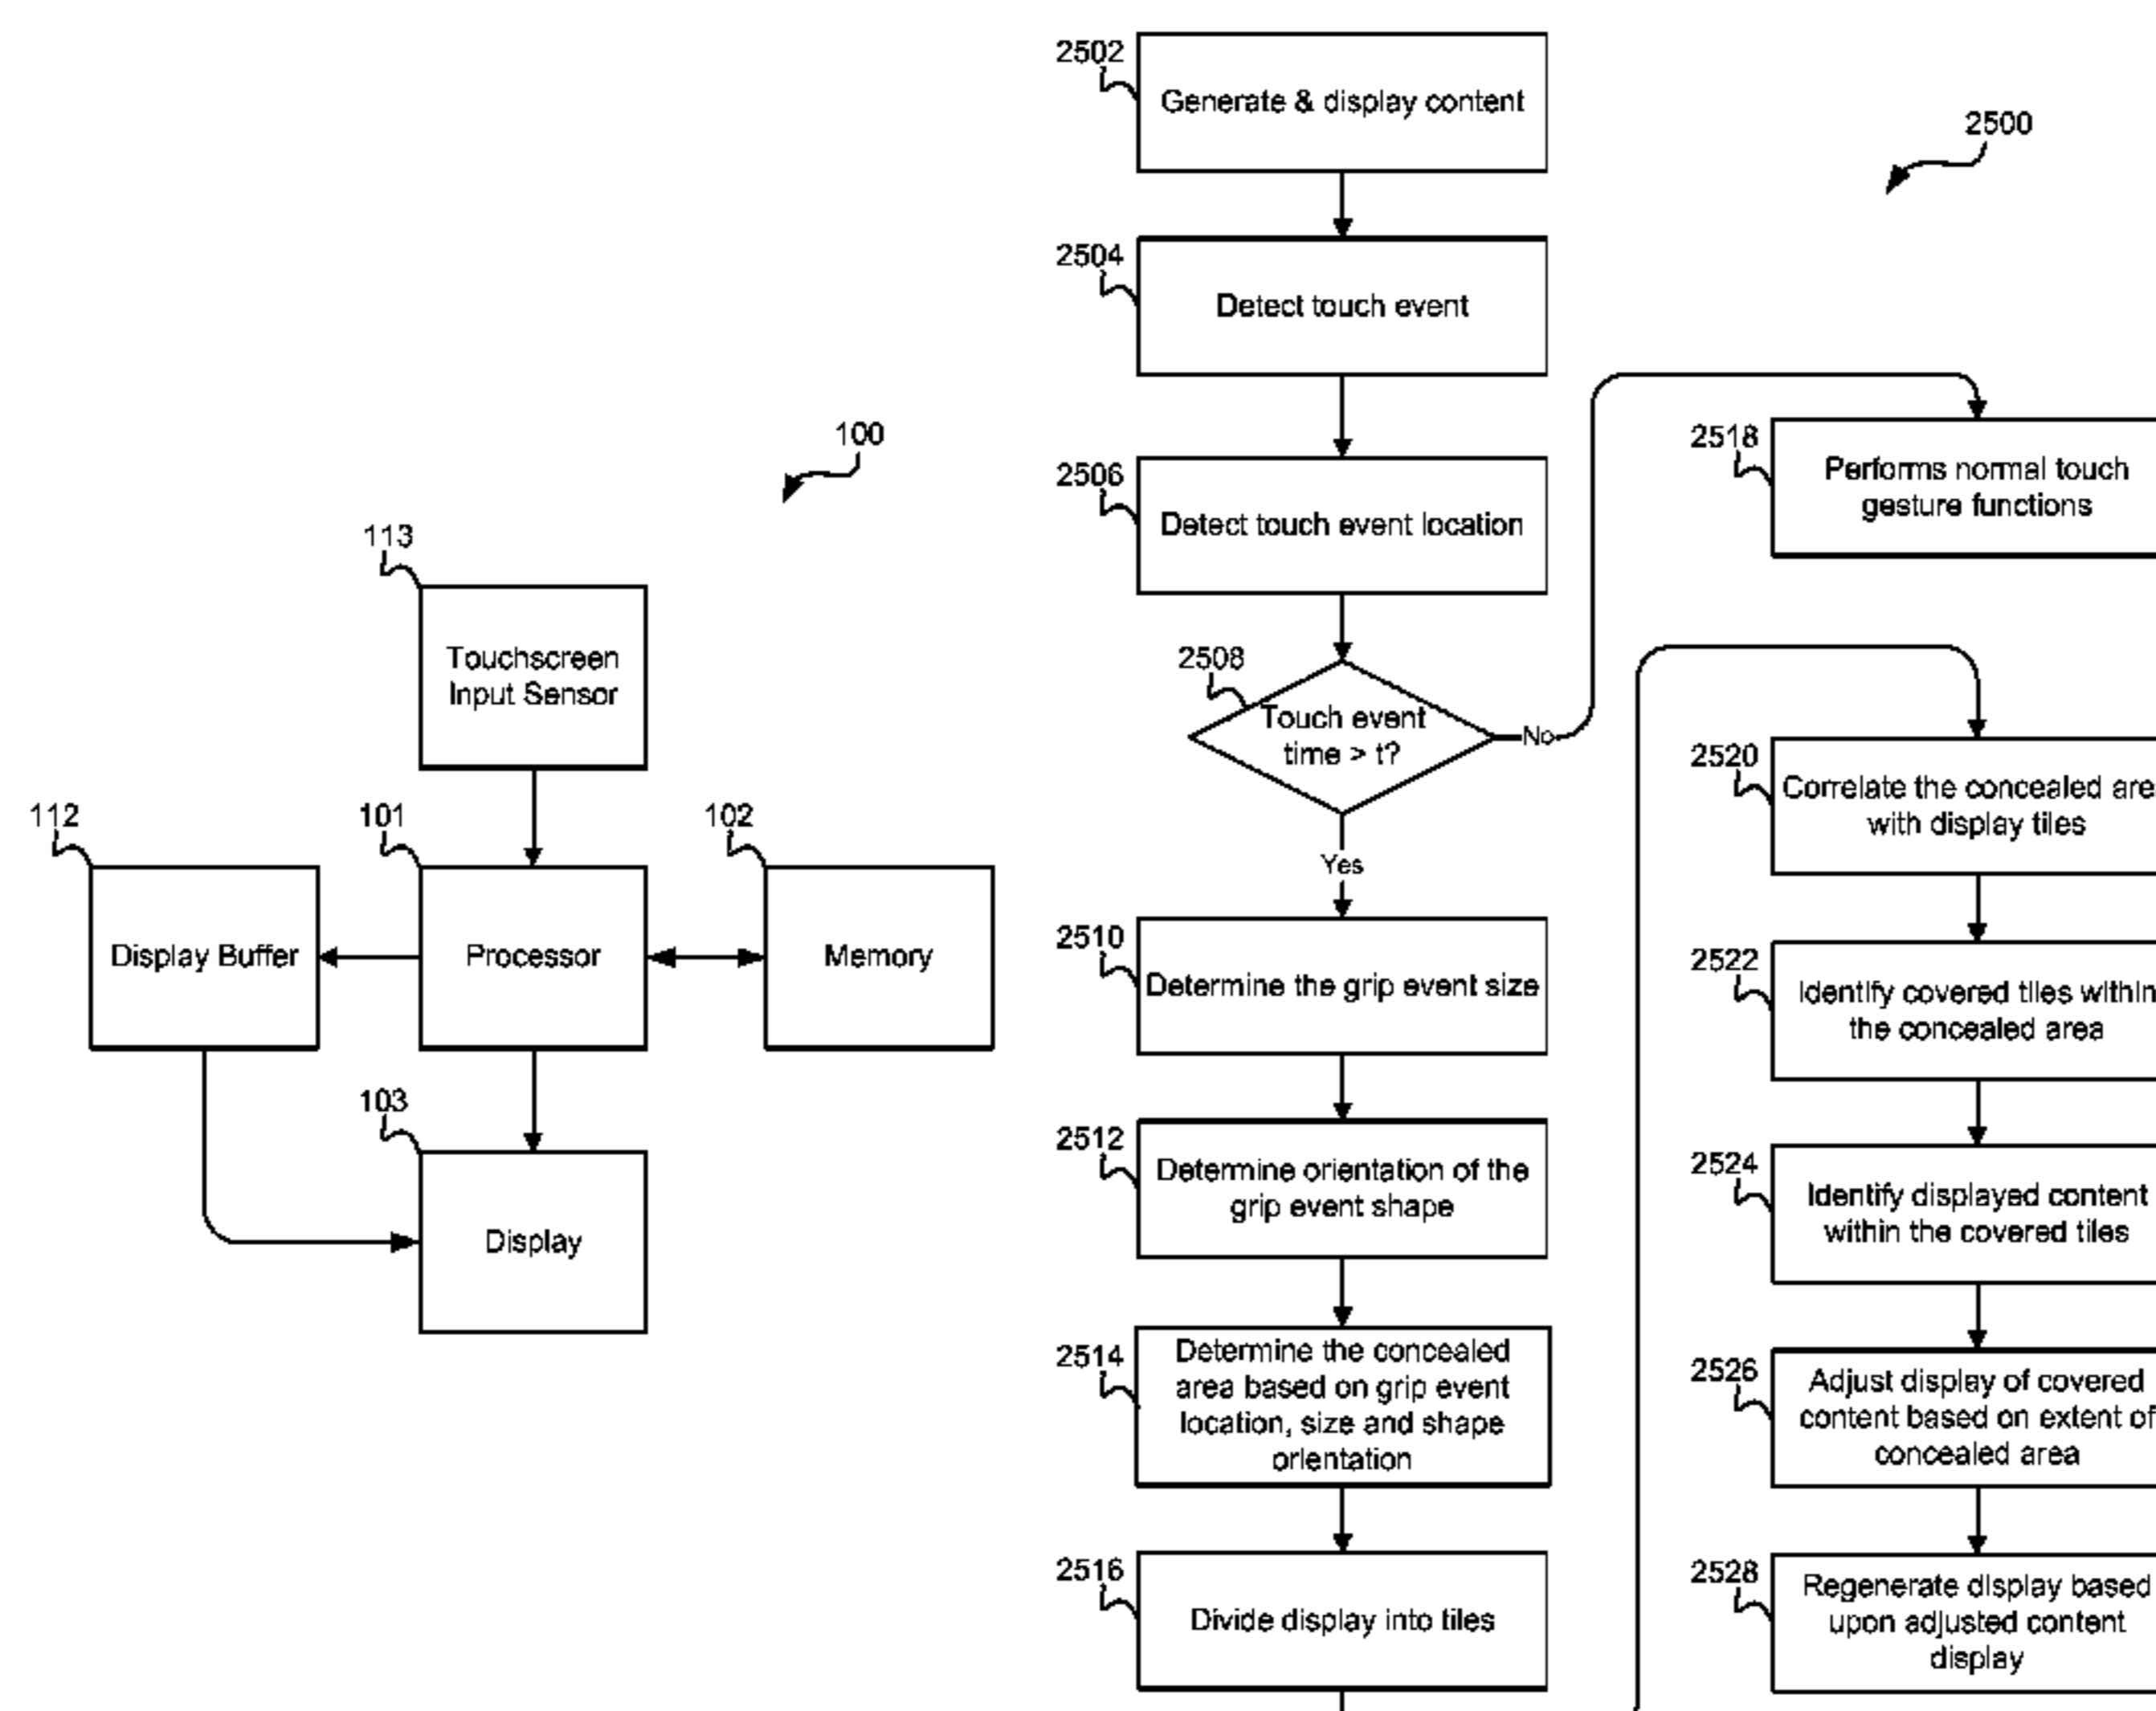 100
113
Touchscreen
Input Sensor
112
Display Buffer
101
Processor
102
Memory
103
Display
2500
2502
Generate & display content
2504
Detect touch event
2506
Detect touch event location
2508
Touch event
time > t?
No
Yes
2510
Determine the grip event size
2512
Determine orientation of the
grip event shape
2514
Determine the concealed
area based on grip event
location, size and shape
orientation
2516
Divide display into tiles
2518
Performs normal touch
gesture functions
2520
Correlate the concealed are
with display tiles
2522
Identify covered tiles within
the concealed area
2524
Identify displayed content
within the covered tiles
2526
Adjust display of covered
content based on extent of
concealed area
2528
Regenerate display based
upon adjusted content
display